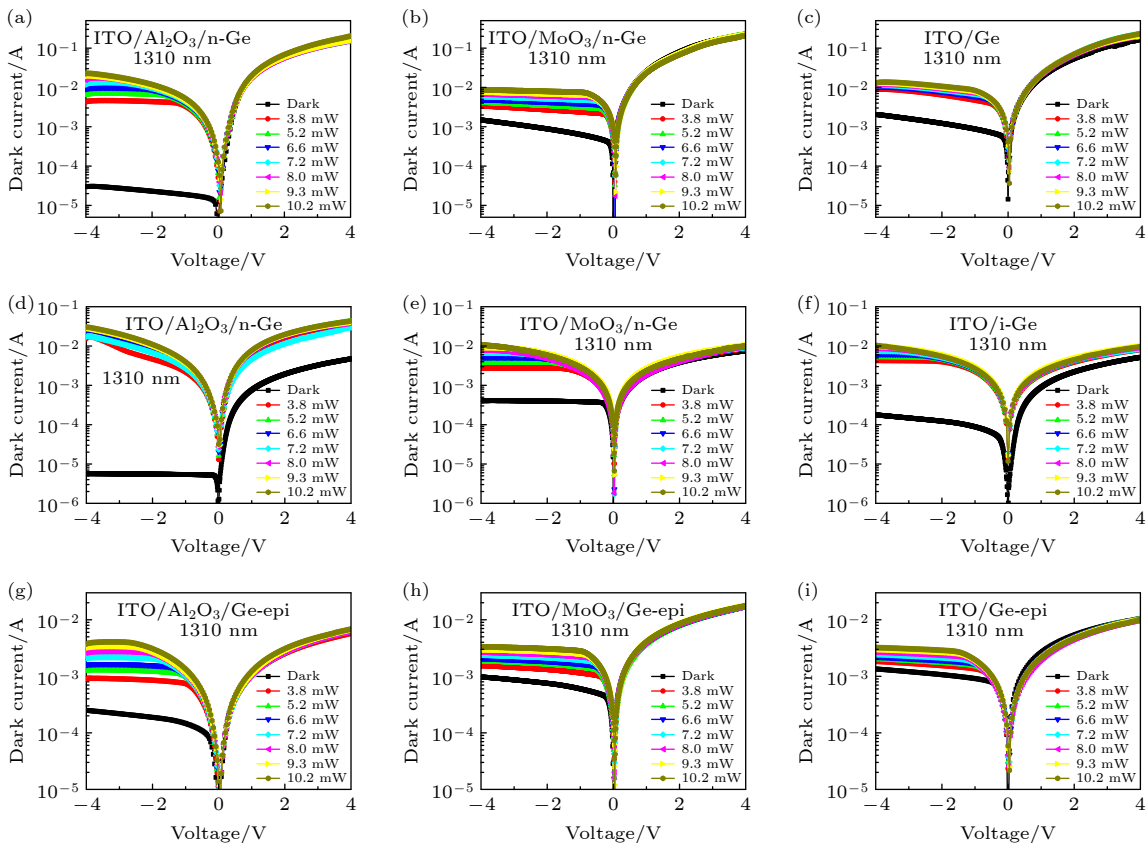 (a)
ITO/Al₂O₃/n-Ge
1310 nm
Dark current/A
10⁻¹
10⁻²
10⁻³
10⁻⁴
10⁻⁵
Dark
3.8 mW
5.2 mW
6.6 mW
7.2 mW
8.0 mW
9.3 mW
10.2 mW
−4 −2 0 2 4
Voltage/V
(b)
ITO/MoO₃/n-Ge
1310 nm
Dark current/A
10⁻¹
10⁻²
10⁻³
10⁻⁴
10⁻⁵
Dark
3.8 mW
5.2 mW
6.6 mW
7.2 mW
8.0 mW
9.3 mW
10.2 mW
−4 −2 0 2 4
Voltage/V
(c)
ITO/Ge
1310 nm
Dark current/A
10⁻¹
10⁻²
10⁻³
10⁻⁴
10⁻⁵
Dark
3.8 mW
5.2 mW
6.6 mW
7.2 mW
8.0 mW
9.3 mW
10.2 mW
−4 −2 0 2 4
Voltage/V
(d)
ITO/Al₂O₃/n-Ge
1310 nm
Dark current/A
10⁻¹
10⁻²
10⁻³
10⁻⁴
10⁻⁵
10⁻⁶
Dark
3.8 mW
5.2 mW
6.6 mW
7.2 mW
8.0 mW
9.3 mW
10.2 mW
−4 −2 0 2 4
Voltage/V
(e)
ITO/MoO₃/n-Ge
1310 nm
Dark current/A
10⁻¹
10⁻²
10⁻³
10⁻⁴
10⁻⁵
10⁻⁶
Dark
3.8 mW
5.2 mW
6.6 mW
7.2 mW
8.0 mW
9.3 mW
10.2 mW
−4 −2 0 2 4
Voltage/V
(f)
ITO/i-Ge
1310 nm
Dark current/A
10⁻¹
10⁻²
10⁻³
10⁻⁴
10⁻⁵
10⁻⁶
Dark
3.8 mW
5.2 mW
6.6 mW
7.2 mW
8.0 mW
9.3 mW
10.2 mW
−4 −2 0 2 4
Voltage/V
(g)
ITO/Al₂O₃/Ge-epi
1310 nm
Dark current/A
10⁻²
10⁻³
10⁻⁴
10⁻⁵
Dark
3.8 mW
5.2 mW
6.6 mW
7.2 mW
8.0 mW
9.3 mW
10.2 mW
−4 −2 0 2 4
Voltage/V
(h)
ITO/MoO₃/Ge-epi
1310 nm
Dark current/A
10⁻²
10⁻³
10⁻⁴
10⁻⁵
Dark
3.8 mW
5.2 mW
6.6 mW
7.2 mW
8.0 mW
9.3 mW
10.2 mW
−4 −2 0 2 4
Voltage/V
(i)
ITO/Ge-epi
1310 nm
Dark current/A
10⁻²
10⁻³
10⁻⁴
10⁻⁵
Dark
3.8 mW
5.2 mW
6.6 mW
7.2 mW
8.0 mW
9.3 mW
10.2 mW
−4 −2 0 2 4
Voltage/V